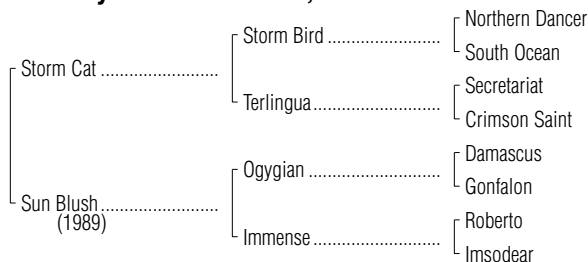 Northern Dancer
Storm Bird ..............................
South Ocean
Storm Cat ............................
Secretariat
Terlingua ..............................
Crimson Saint
Damascus
Ogygian ...............................
Gonfalon
Sun Blush ............................
(1989)
Roberto
Immense ..............................
Imsodear